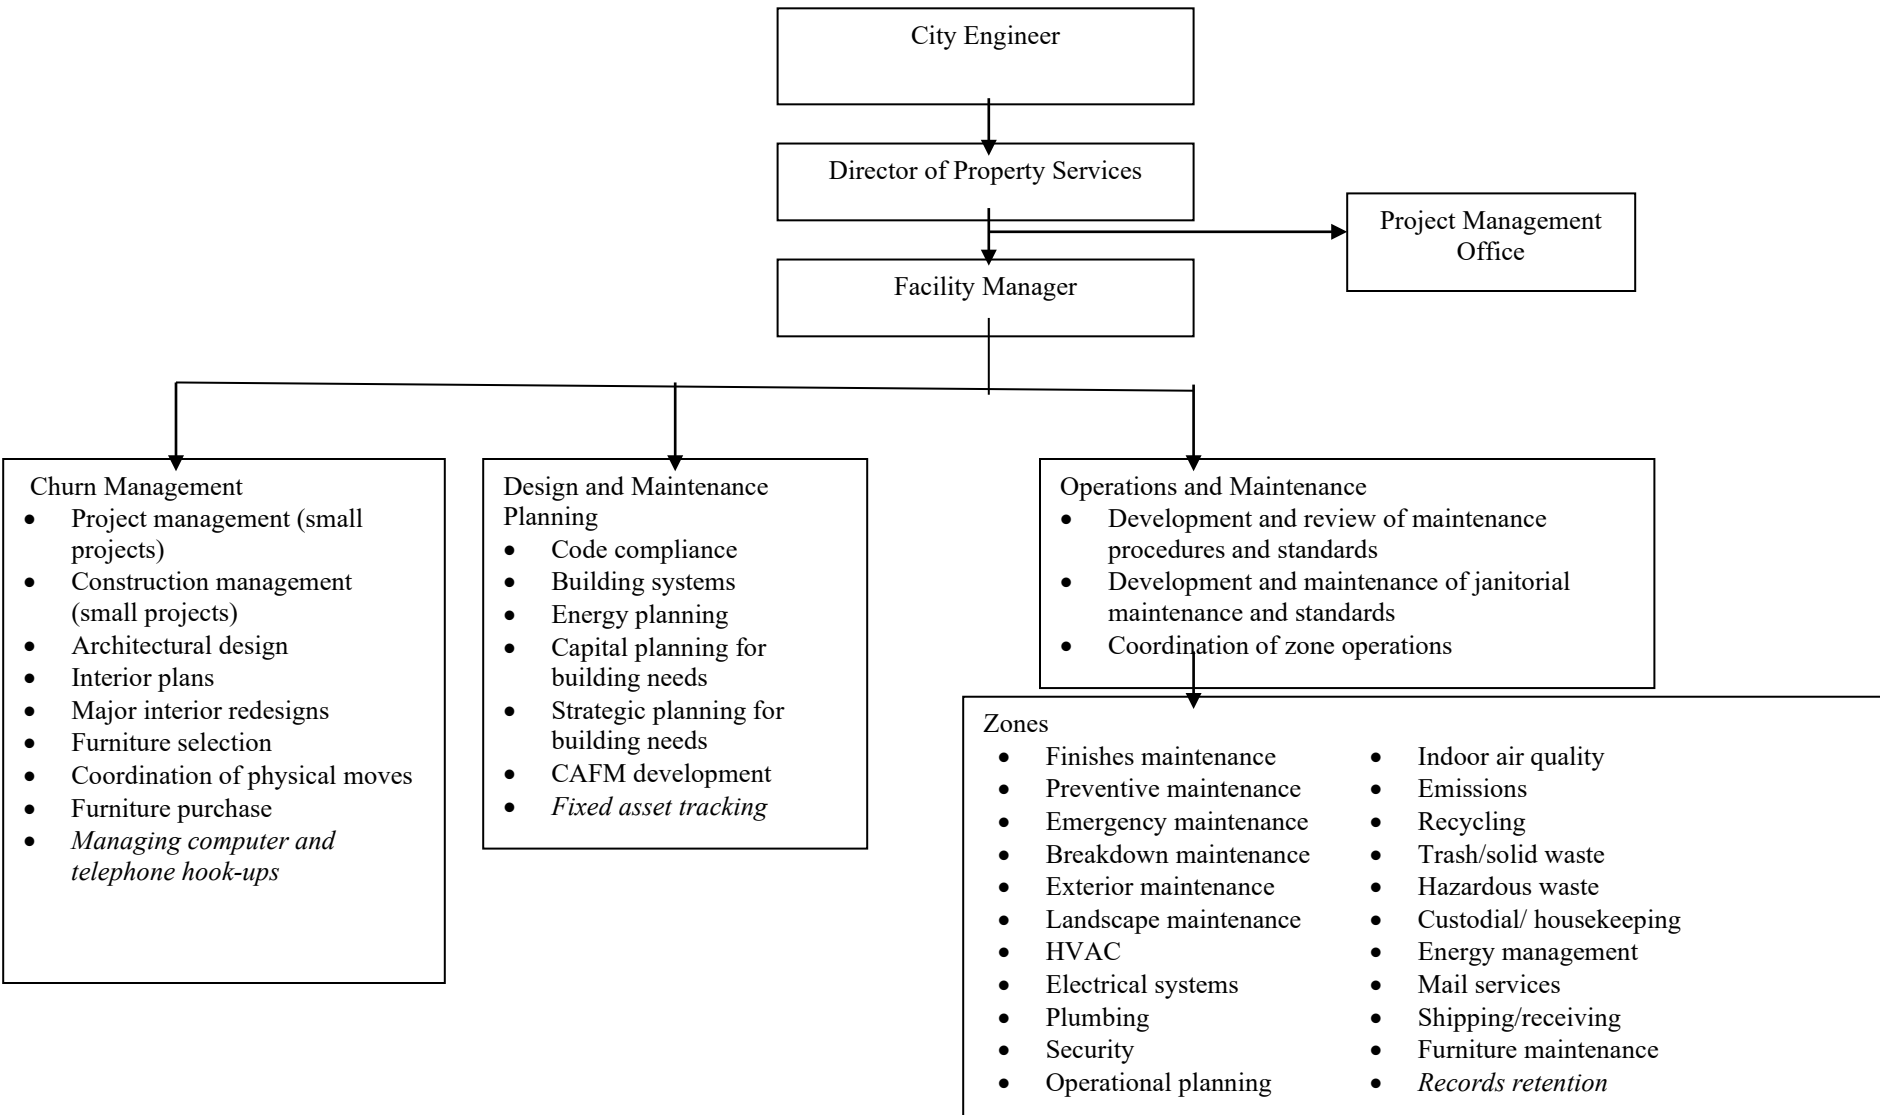 City Engineer
Director of Property Services
Project Management
Office
Facility Manager
Churn Management
• Project management (small
projects)
• Construction management
(small projects)
• Architectural design
• Interior plans
• Major interior redesigns
• Furniture selection
• Coordination of physical moves
• Furniture purchase
• Managing computer and
telephone hook-ups
Design and Maintenance
Planning
• Code compliance
• Building systems
• Energy planning
• Capital planning for
building needs
• Strategic planning for
building needs
• CAFM development
• Fixed asset tracking
Operations and Maintenance
• Development and review of maintenance
procedures and standards
• Development and maintenance of janitorial
maintenance and standards
• Coordination of zone operations
Zones
• Finishes maintenance
• Preventive maintenance
• Emergency maintenance
• Breakdown maintenance
• Exterior maintenance
• Landscape maintenance
• HVAC
• Electrical systems
• Plumbing
• Security
• Operational planning
• Indoor air quality
• Emissions
• Recycling
• Trash/solid waste
• Hazardous waste
• Custodial/ housekeeping
• Energy management
• Mail services
• Shipping/receiving
• Furniture maintenance
• Records retention